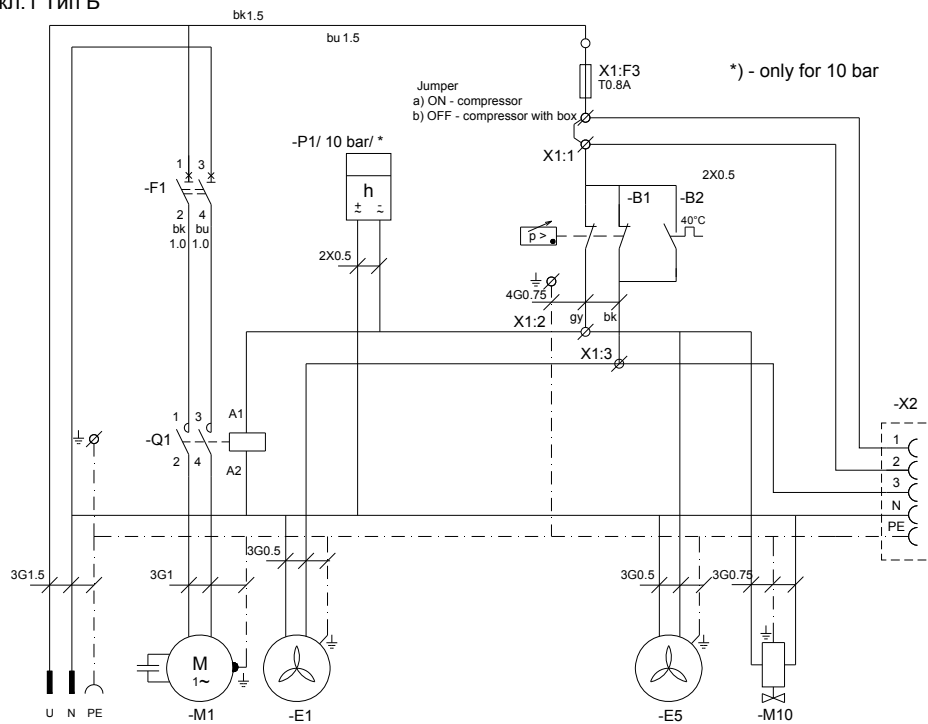 кл.1 Тип В
bk1.5
bu 1.5
X1:F3
T0.8A
*) - only for 10 bar
Jumper
a) ON - compressor
b) OFF - compressor with box
-P1/ 10 bar/ *
X1:1
1 3
2X0.5
-F1
h
-B1
-B2
+ -
~ ~
40°C
2 4
bk bu
1.0 1.0
p >
2X0.5
4G0.75
gy bk
X1:2
X1:3
-X2
1 3
A1
-Q1
1
2 4
A2
2
3
N
PE
3G0.5
3G1.5
3G1
3G0.5
3G0.75
M
1~
U N PE
-M1
-E1
-E5
-M10